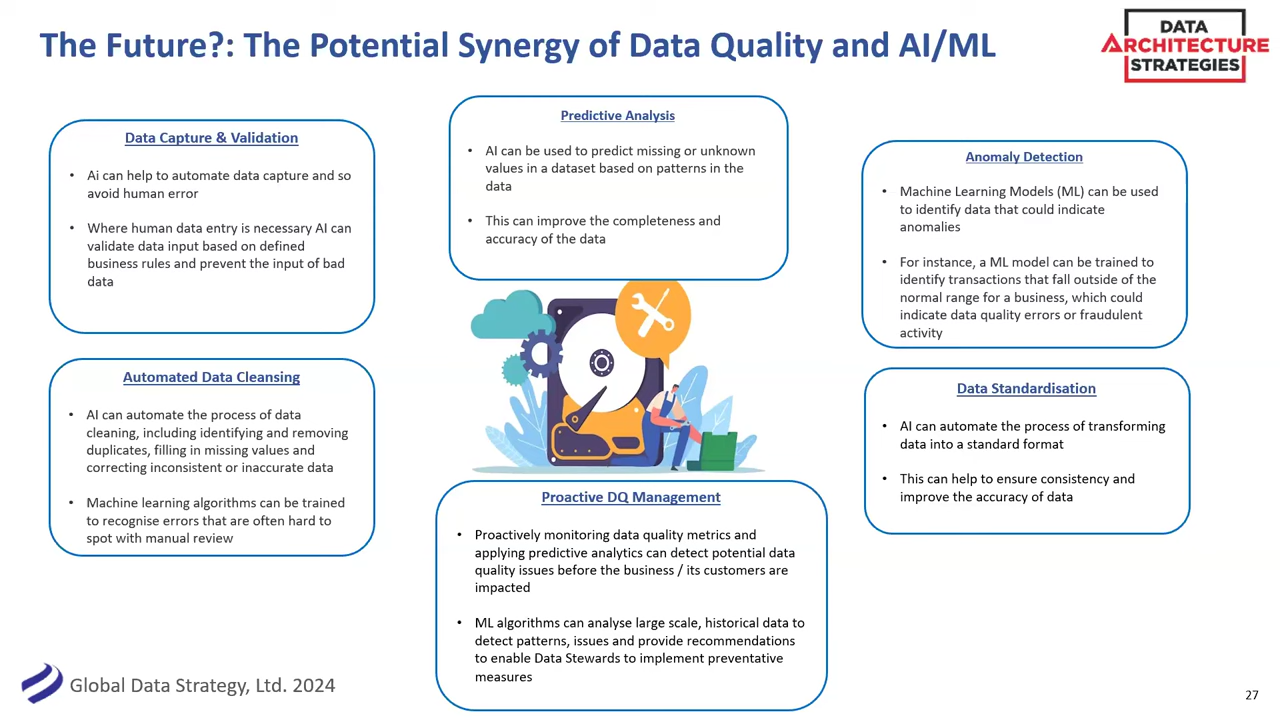 The Future?: The Potential Synergy of Data Quality and AI/ML
DATA
ARCHITECTURE
STRATEGIES
Data Capture & Validation
• Ai can help to automate data capture and so
avoid human error
• Where human data entry is necessary AI can
validate data input based on defined
business rules and prevent the input of bad
data
Predictive Analysis
• AI can be used to predict missing or unknown
values in a dataset based on patterns in the
data
• This can improve the completeness and
accuracy of the data
Anomaly Detection
• Machine Learning Models (ML) can be used
to identify data that could indicate
anomalies
• For instance, a ML model can be trained to
identify transactions that fall outside of the
normal range for a business, which could
indicate data quality errors or fraudulent
activity
Automated Data Cleansing
• AI can automate the process of data
cleaning, including identifying and removing
duplicates, filling in missing values and
correcting inconsistent or inaccurate data
• Machine learning algorithms can be trained
to recognise errors that are often hard to
spot with manual review
Proactive DQ Management
• Proactively monitoring data quality metrics and
applying predictive analytics can detect potential data
quality issues before the business / its customers are
impacted
• ML algorithms can analyse large scale, historical data to
detect patterns, issues and provide recommendations
to enable Data Stewards to implement preventative
measures
Data Standardisation
• AI can automate the process of transforming
data into a standard format
• This can help to ensure consistency and
improve the accuracy of data
Global Data Strategy, Ltd. 2024
27